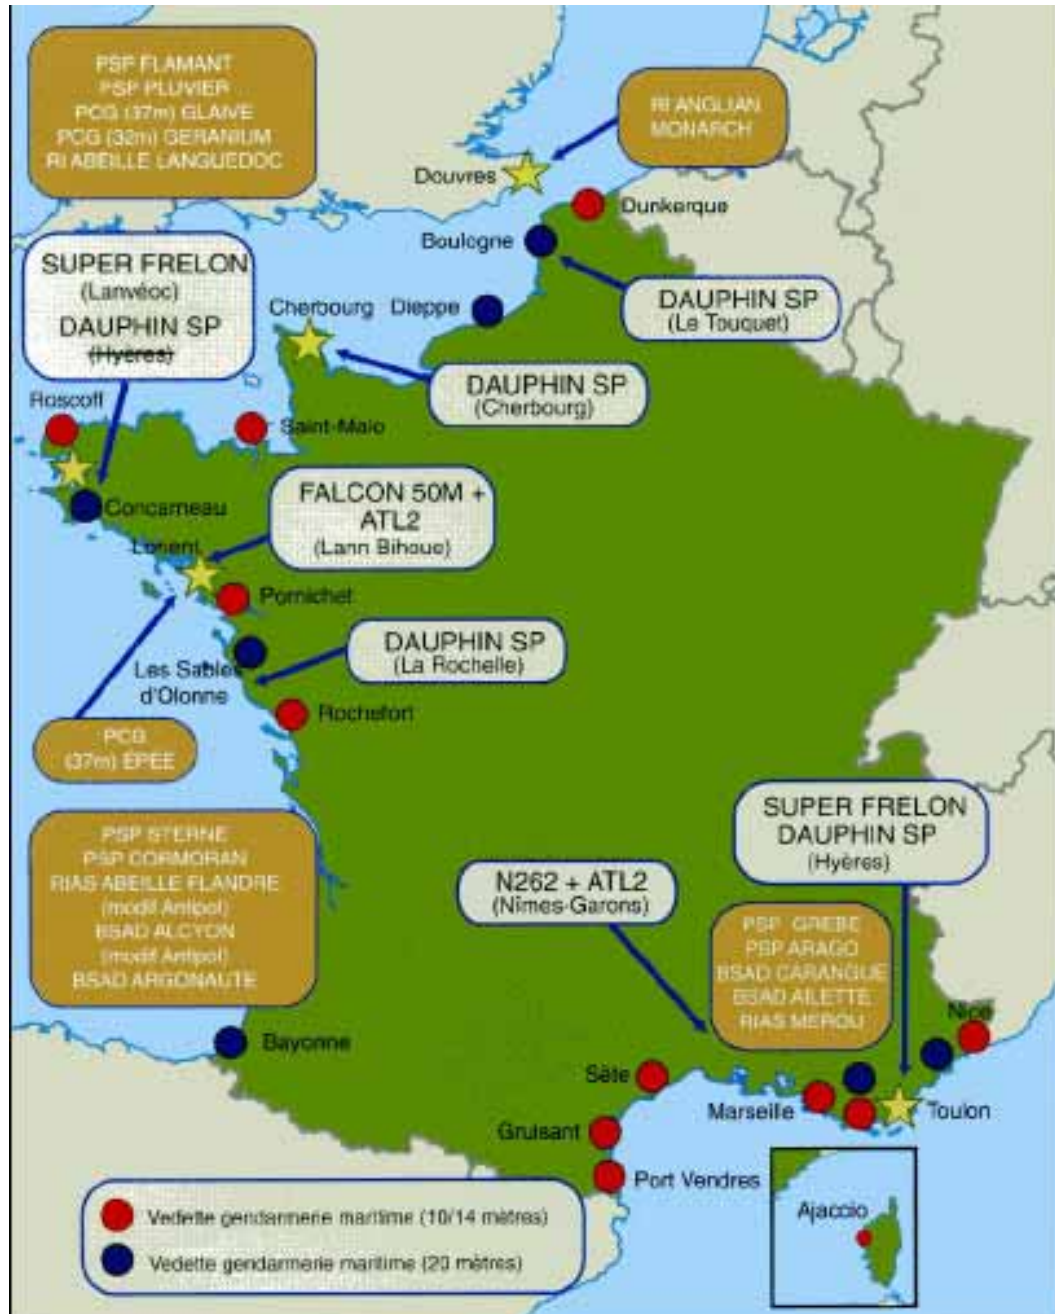 PSP FLAMANT
PSP PLUVIER
PCG (37m) GLAIVE
PCG (32m) GERANIUM
RI ABEILLE LANGUEDOC
RI ANGLIAN
MONARCH
Douvres
Dunkerque
Boulogne
SUPER FRELON
(Lanvéoc)
DAUPHIN SP
(Hyères)
DAUPHIN SP
(Le Touquet)
Cherbourg
Dieppe
DAUPHIN SP
(Cherbourg)
Roscoff
Saint-Malo
FALCON 50M +
ATL2
(Lann Bihoue)
Concarneau
Lorient
Pornichet
DAUPHIN SP
(La Rochelle)
Les Sables
d'Olonne
Rochefort
PCG
(37m) EPEE
SUPER FRELON
DAUPHIN SP
(Hyères)
PSP STERNE
PSP CORMORAN
RIAS ABEILLE FLANDRE
(modif Antipol)
BSAD ALCYON
(modif Antipol)
BSAD ARGONAUTE
N262 + ATL2
(Nîmes-Garons)
PSP GREBE
PSP ARAGO
BSAD CARANGUE
BSAD AILETTE
RIAS MEROU
Nice
Bayonne
Sète
Marseille
Toulon
Gruisant
Port Vendres
Ajaccio
Vedette gendarmerie maritime (10/14 mètres)
Vedette gendarmerie maritime (20 mètres)